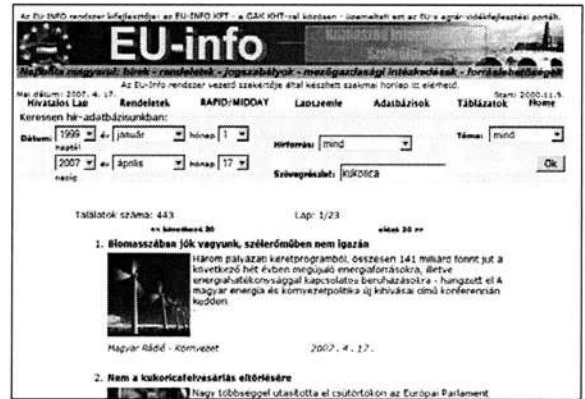 Az EU-INFO rendszer kifejlesztője: az EU-INFO KFT - a GAK KHT-val közösen - üzemelteti ezt az EU-s agrár-vidékfejlesztési portált.
EU-info
Naponta magyarul: hírek - rendeletek - jogszabályok - mezőgazdasági intézkedések - forráslehetőségek
Az Eu-INFO rendszer vezető szakértője által készített szakmai honlap itt elérhető.
Mai dátum: 2007. 4. 17. Start: 2000.11.5.
Hivatalos Lap Rendeletek RAPID/MIDDAY Lapszemle Adatbázisok Táblázatok Home
Keressen hír-adatbázisunkban:
Dátum: 1999 év január hónap 1 Hírforrás: mind Téma: mind
naptól
2007 év április hónap 17 Szövegrészlet: kukorica Ok
napig
Találatok száma: 443 Lap: 1/23
<< következő 20 előző 20 >>
1. Biomasszában jók vagyunk, szélerőműben nem igazán
Három pályázati keretprogramból, összesen 141 milliárd forint jut a
következő hét évben megújuló energiaforrásokra, illetve
energiahatékonysággal kapcsolatos beruházásokra - hangzott el A
magyar energia és környezetpolitika új kihívásai című konferencián
kedden.
Magyar Rádió - Környezet 2007. 4. 17.
2. Nem a kukoricafelvásárlás eltörlésére
Nagy többséggel utasította el csütörtökön az Európai Parlament